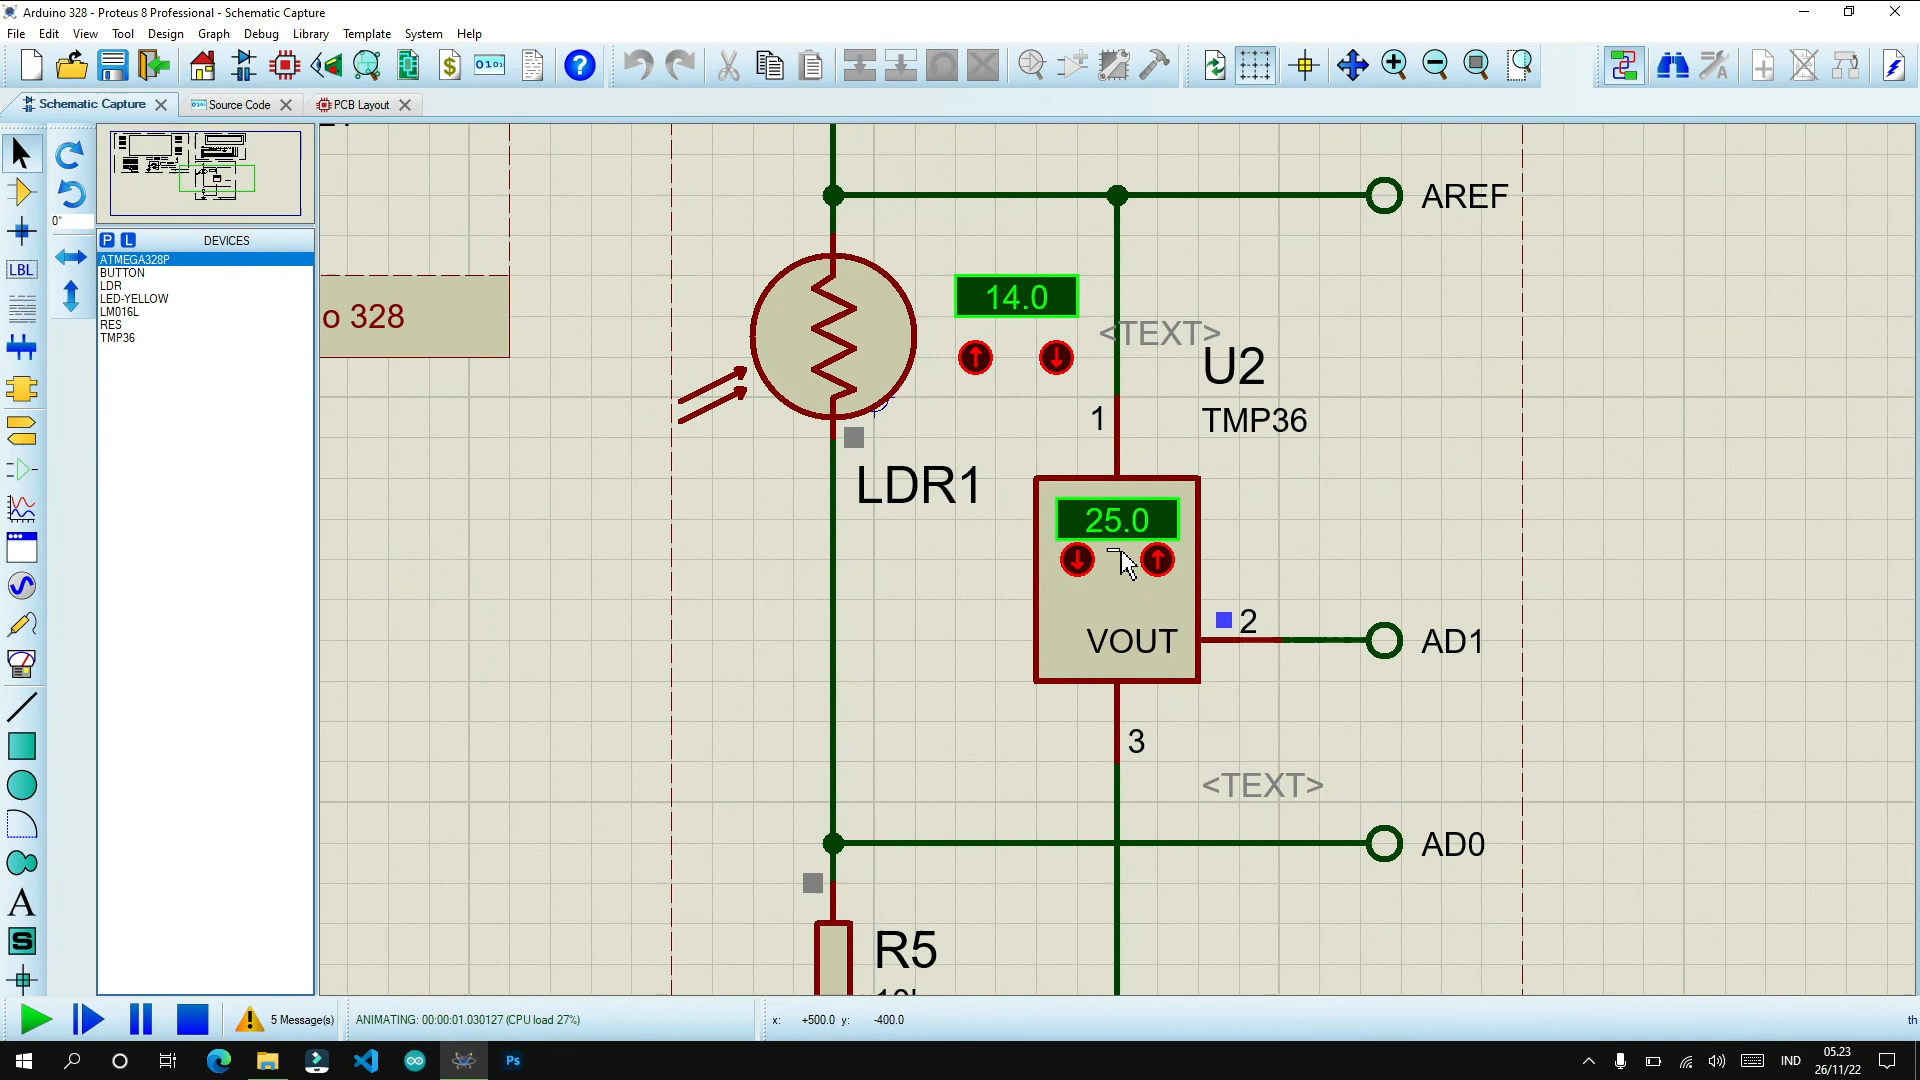 Arduino 328 - Proteus 8 Professional - Schematic Capture
File Edit View Tool Design Graph Debug Library Template System Help
Schematic Capture
Source Code
PCB Layout
0°
P L DEVICES
ATMEGA328P
BUTTON
LDR
LED-YELLOW
LM016L
RES
TMP36
LBL
A
S
o 328
AREF
14.0
<TEXT>
U2
1
TMP36
LDR1
25.0
2
VOUT
AD1
3
<TEXT>
AD0
R5
5 Message(s)
ANIMATING: 00:00:01.030127 (CPU load 27%)
x: +500.0 y: -400.0
th
Ps
IND
05.23
26/11/22